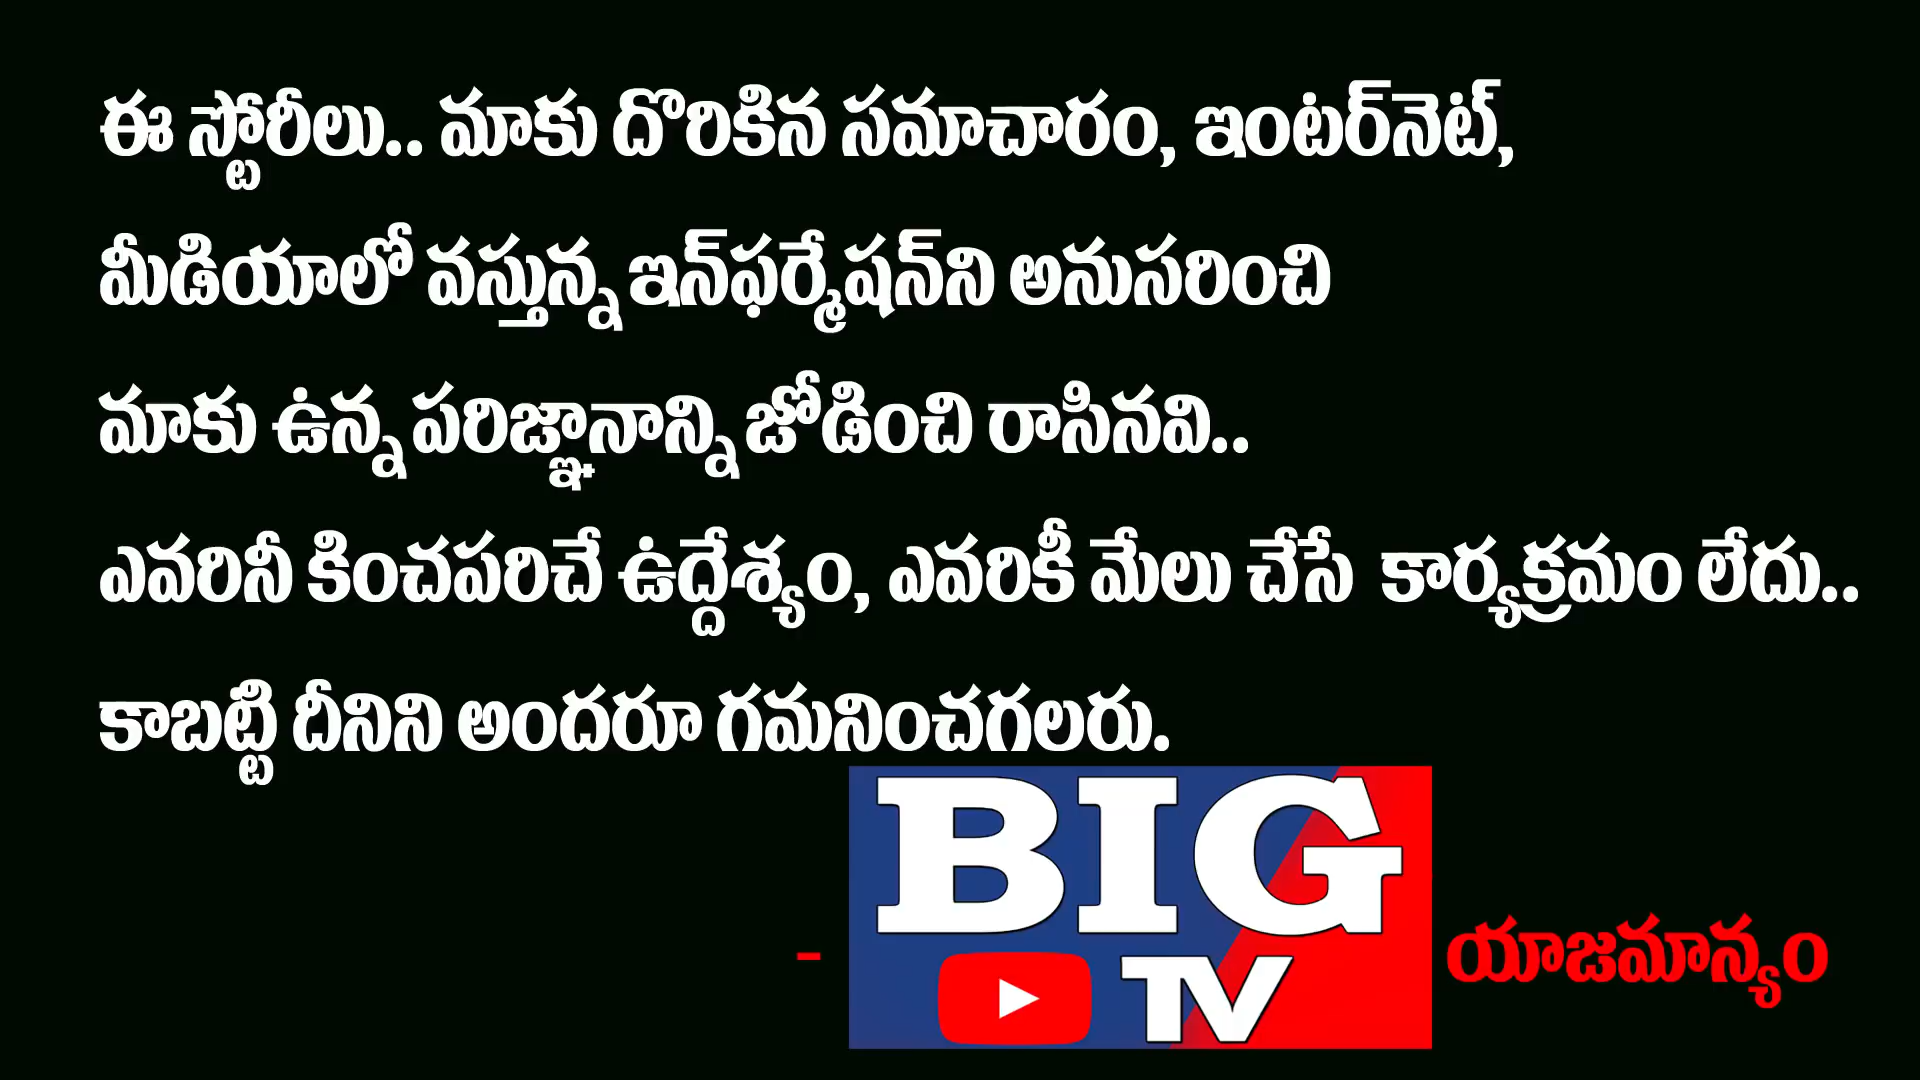 ఈ స్టోరీలు.. మాకు దొరికిన సమాచారం, ఇంటర్‌నెట్,
మీడియాలో వస్తున్న ఇన్‌ఫర్మేషన్‌ని అనుసరించి
మాకు ఉన్న పరిజ్ఞానాన్ని జోడించి రాసినవి..
ఎవరినీ కించపరిచే ఉద్దేశ్యం, ఎవరికీ మేలు చేసే కార్యక్రమం లేదు..
కాబట్టి దీనిని అందరూ గమనించగలరు.
BIG
- TV యాజమాన్యం